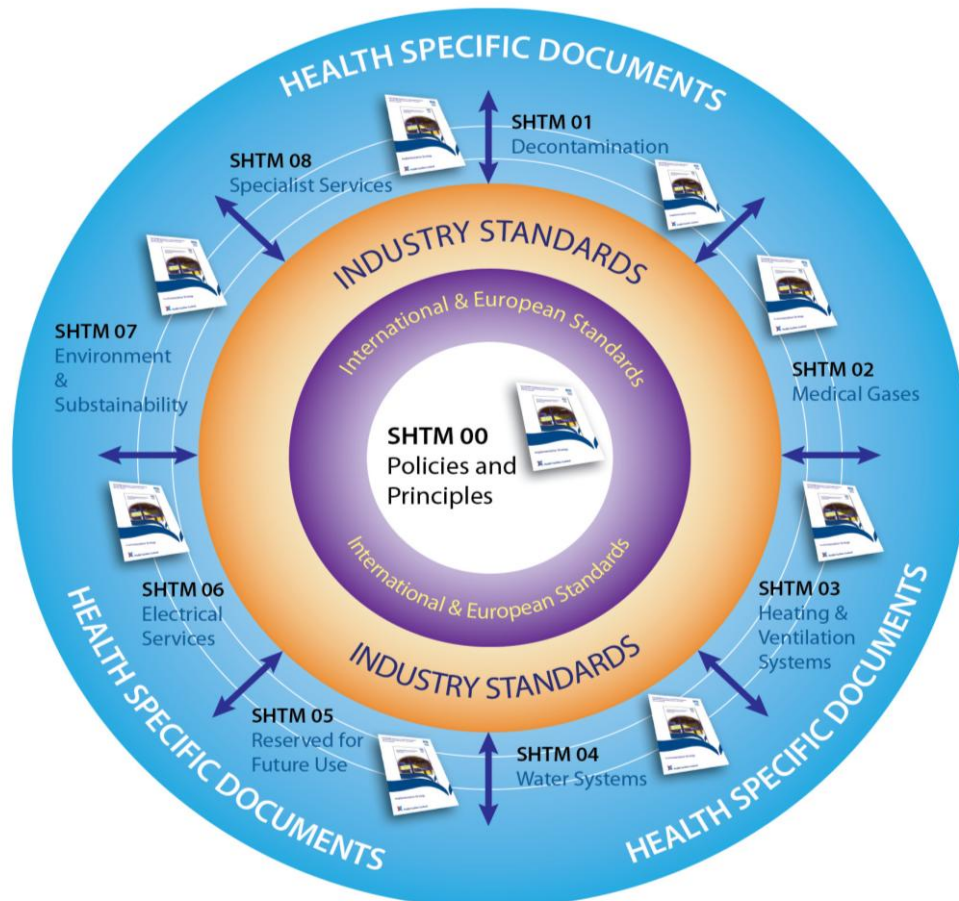 HEALTH SPECIFIC DOCUMENTS
SHTM 01
Decontamination
SHTM 08
Specialist Services
INDUSTRY STANDARDS
SHTM 07
Environment
&
Substainability
International & European Standards
SHTM 02
Medical Gases
SHTM 00
Policies and
Principles
International & European Standards
SHTM 06
Electrical
Services
SHTM 03
Heating &
Ventilation
Systems
INDUSTRY STANDARDS
SHTM 05
Reserved for
Future Use
SHTM 04
Water Systems
HEALTH SPECIFIC DOCUMENTS
HEALTH SPECIFIC DOCUMENTS